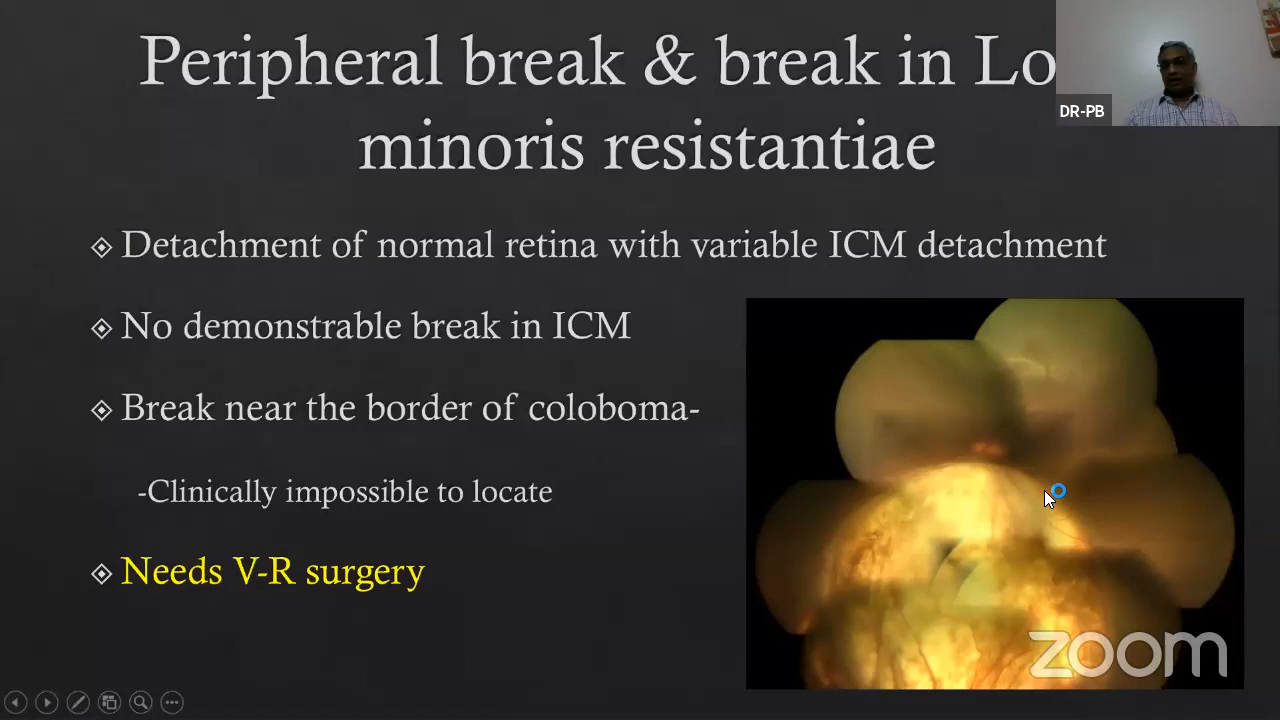 Peripheral break & break in Lo
minoris resistantiae
DR-PB
Detachment of normal retina with variable ICM detachment
No demonstrable break in ICM
Break near the border of coloboma-
-Clinically impossible to locate
Needs V-R surgery
zoom